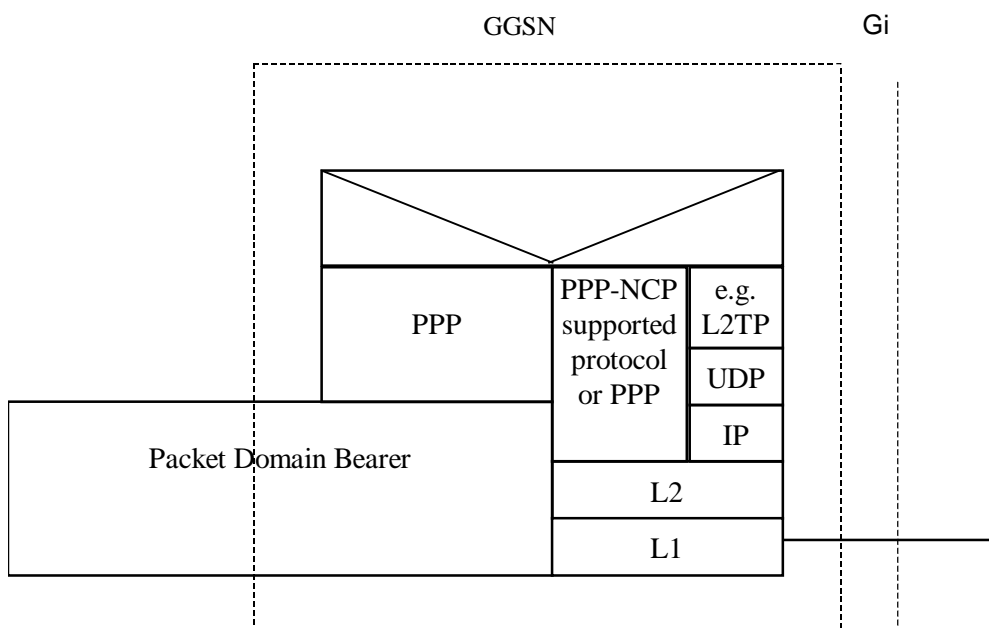 GGSN
Gi
PPP
PPP-NCP
supported
protocol
or PPP
e.g.
L2TP
UDP
IP
Packet Domain Bearer
L2
L1